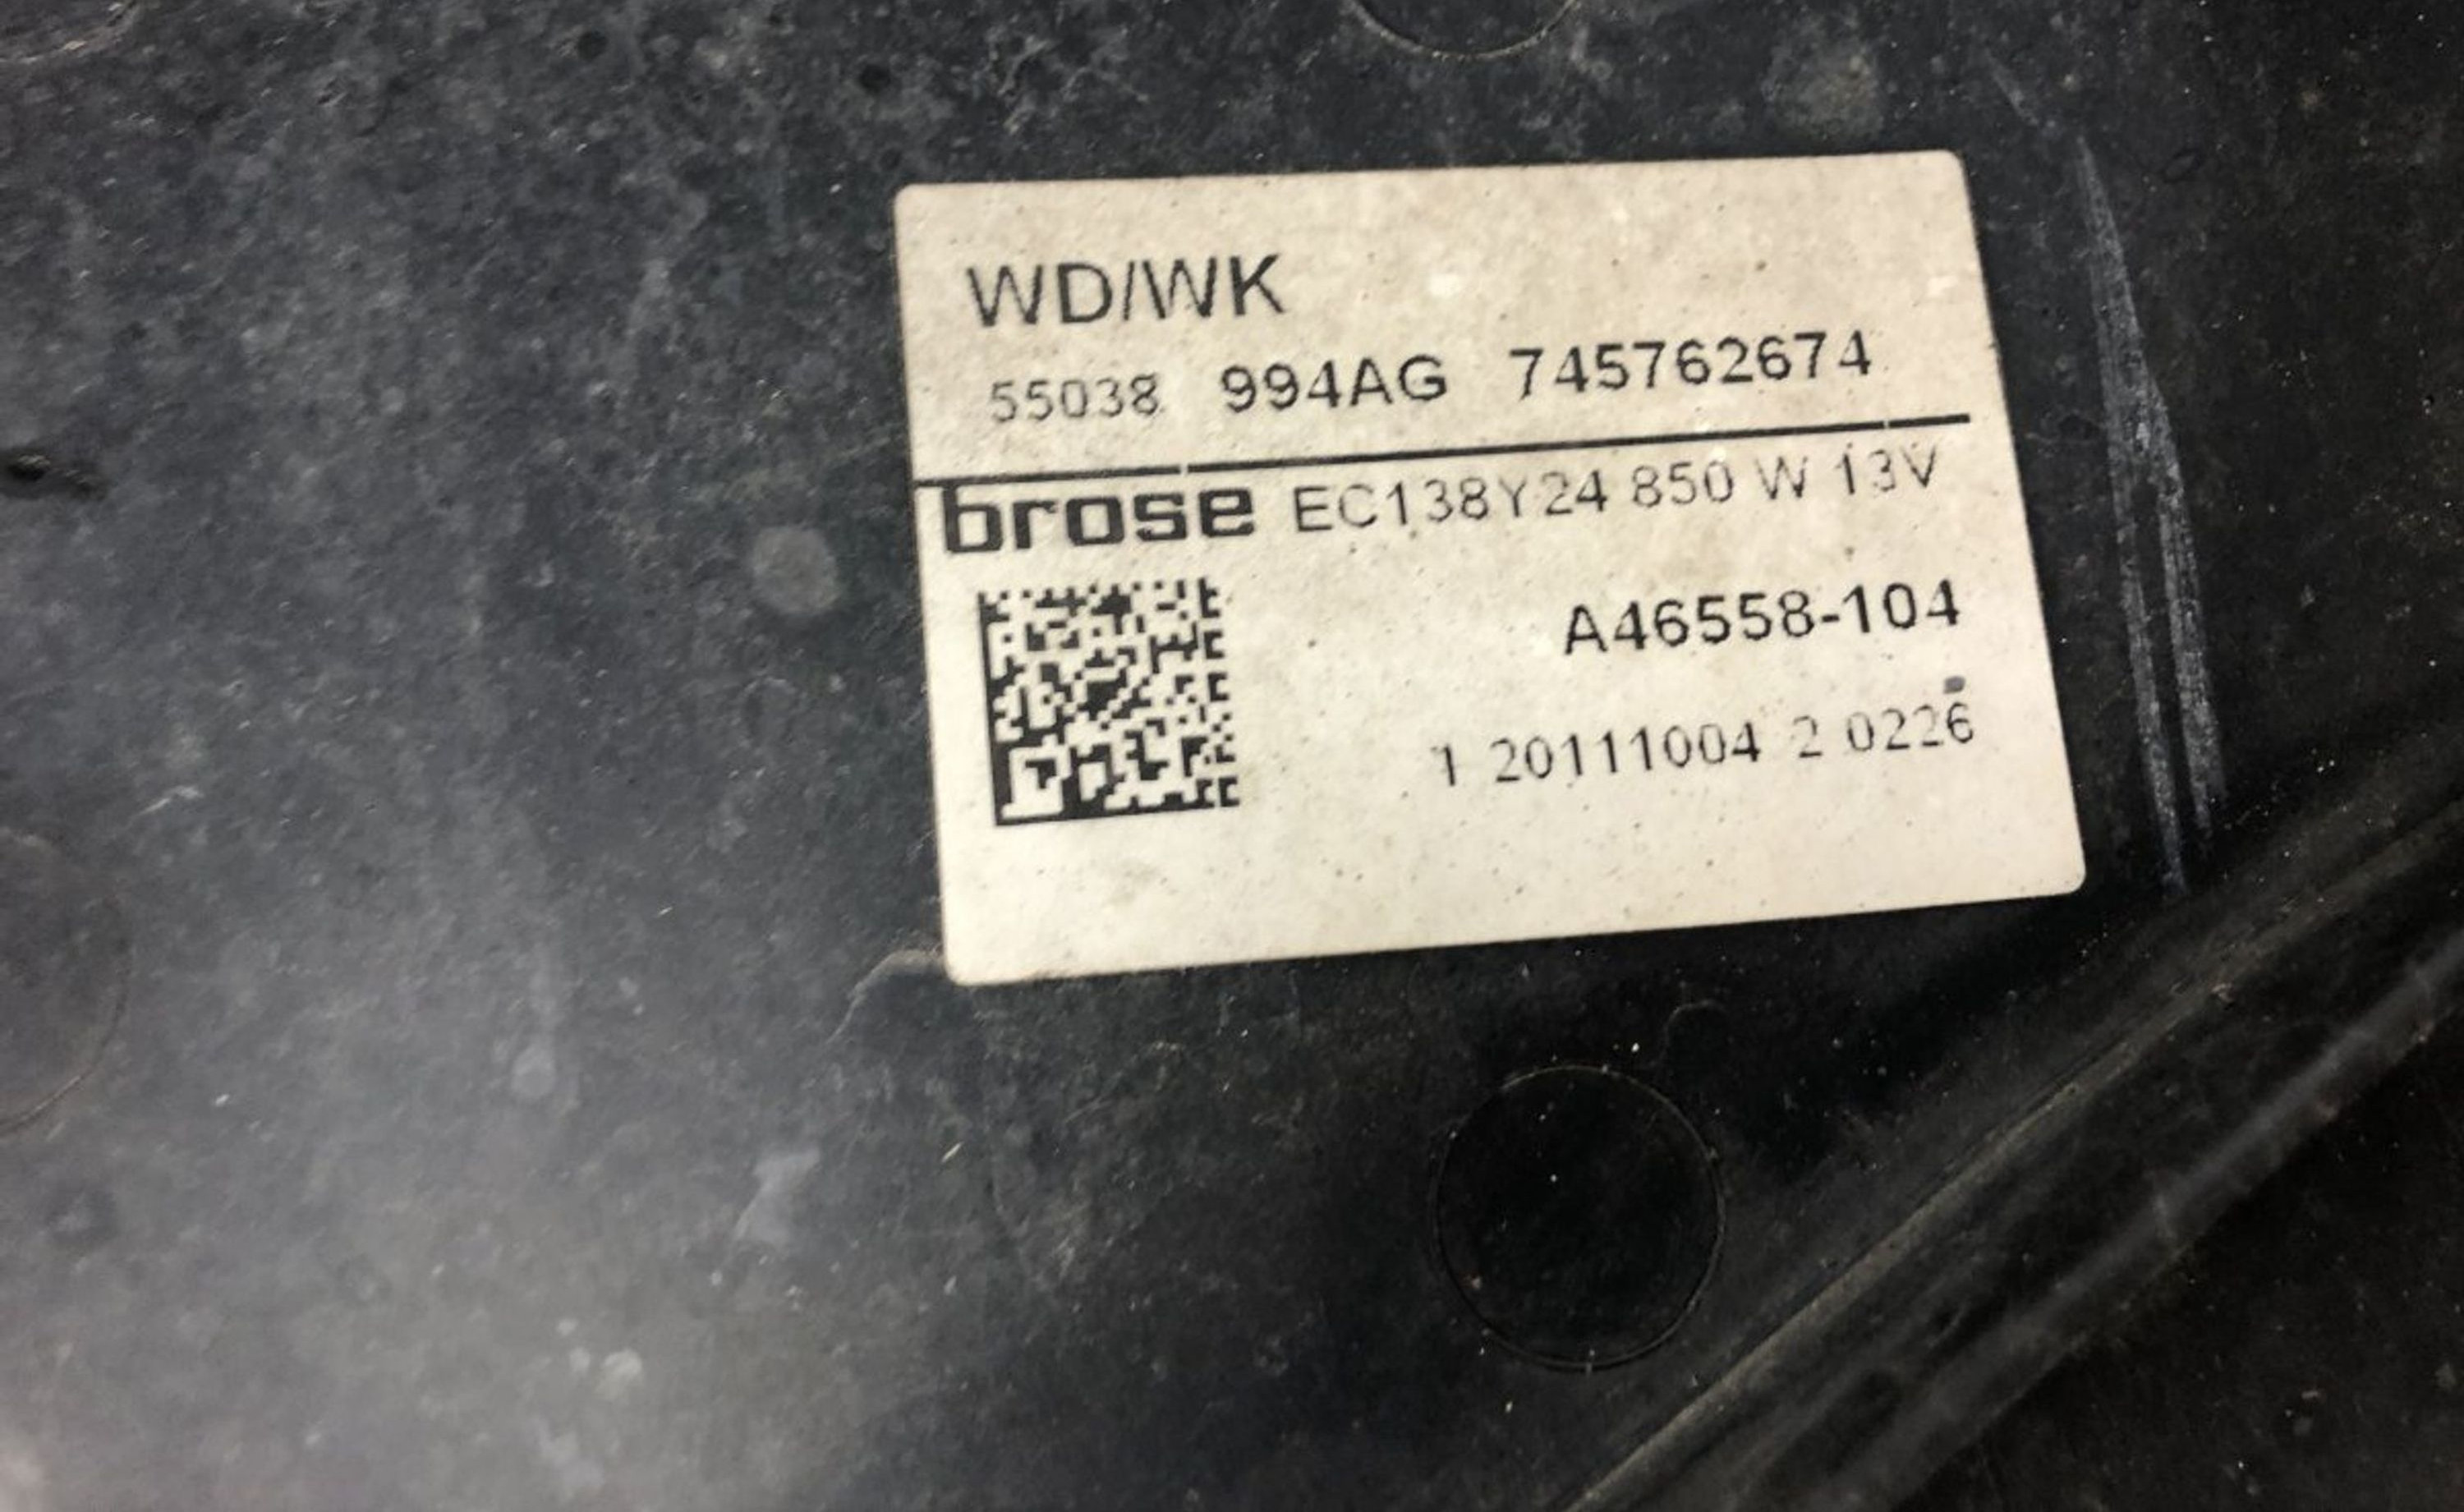 WD/WK
55038 994AG 745762674
brose EC138Y24 850 W 13V
A46558-104
1 20111004 2 0226